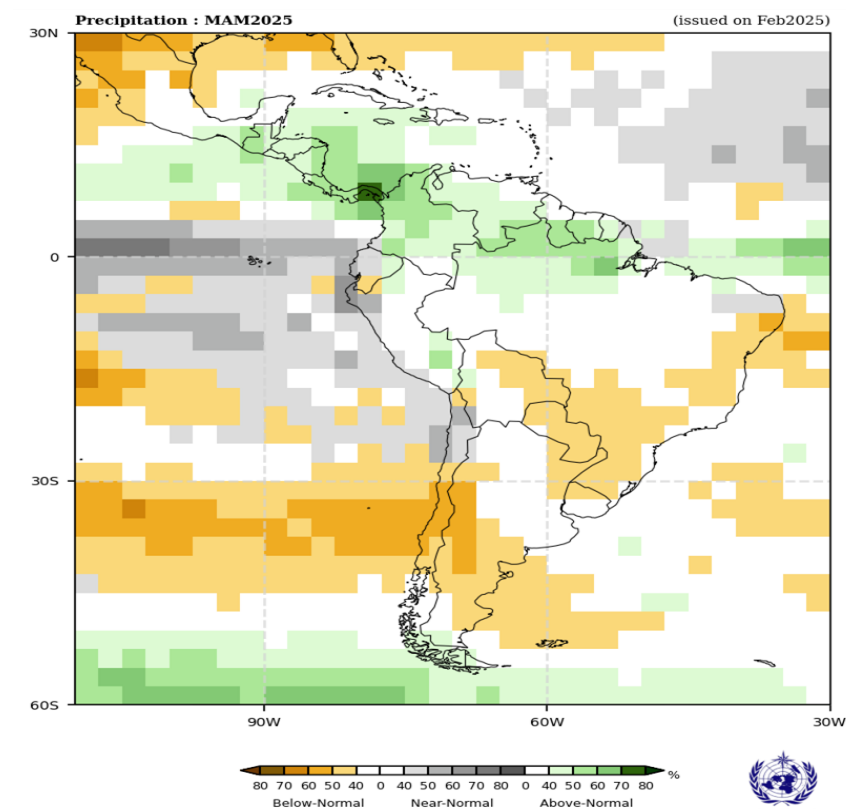 Precipitation : MAM2025 (issued on Feb2025)
30N
0
30S
60S
90W 60W 30W
80 70 60 50 40 0 40 50 60 70 80 0 40 50 60 70 80 %
Below-Normal Near-Normal Above-Normal